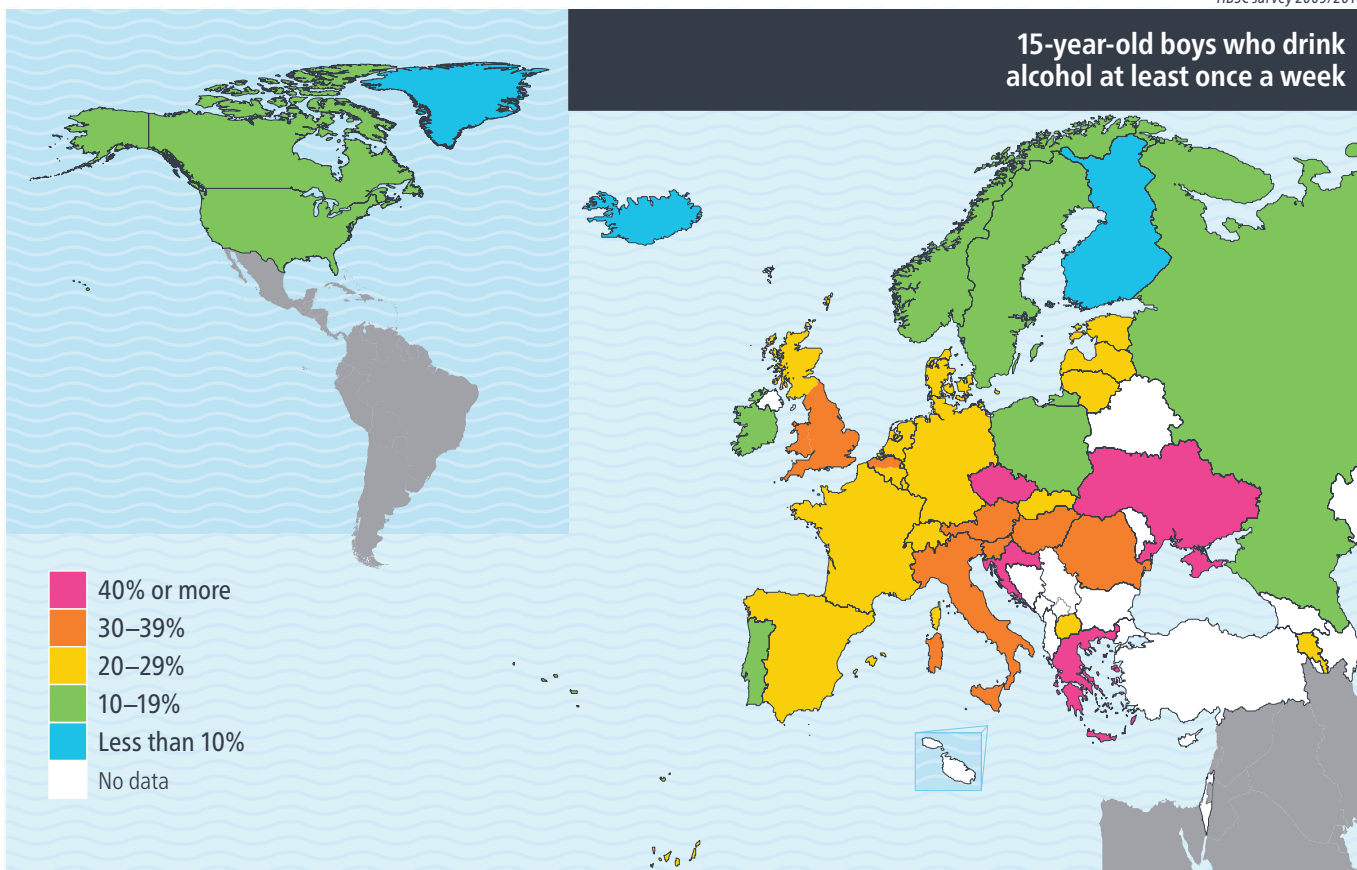 15-year-old boys who drink
alcohol at least once a week
40% or more
30–39%
20–29%
10–19%
Less than 10%
No data